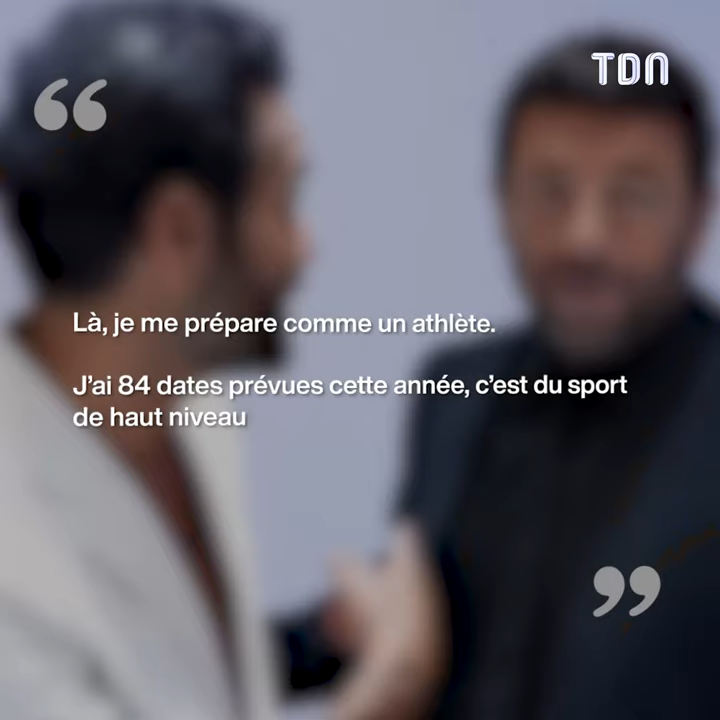 TDN
“
Là, je me prépare comme un athlète.
J’ai 84 dates prévues cette année, c’est du sport
de haut niveau
”